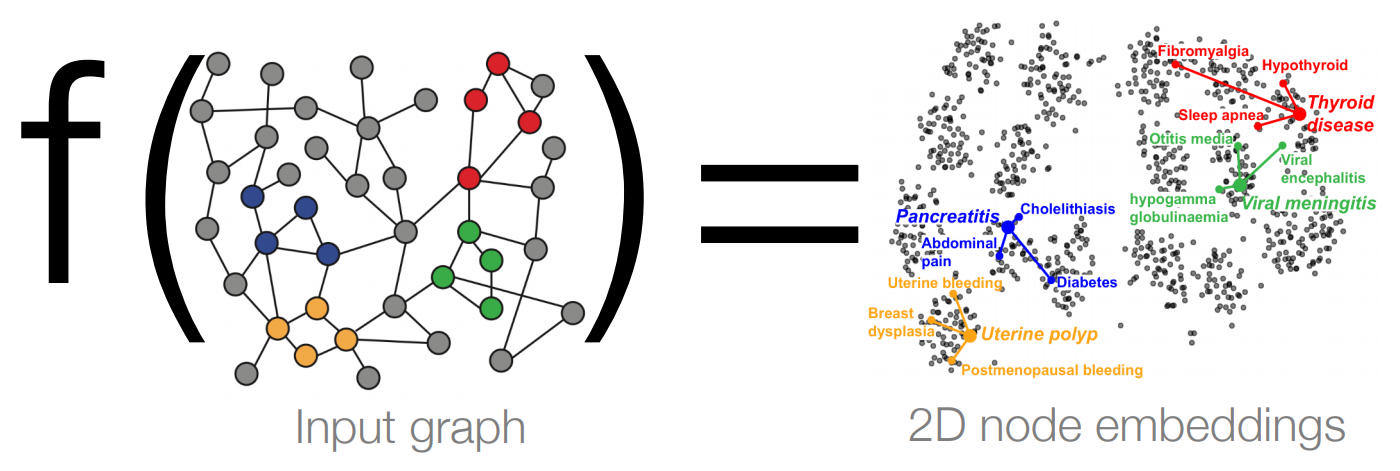 f ( ) =
Fibromyalgia
Hypothyroid
Thyroid
disease
Sleep apnea
Otitis media
Viral
encephalitis
hypogamma
globulinaemia
Viral meningitis
Pancreatitis
Cholelithiasis
Abdominal
pain
Diabetes
Uterine bleeding
Breast
dysplasia
Uterine polyp
Postmenopausal bleeding
Input graph
2D node embeddings